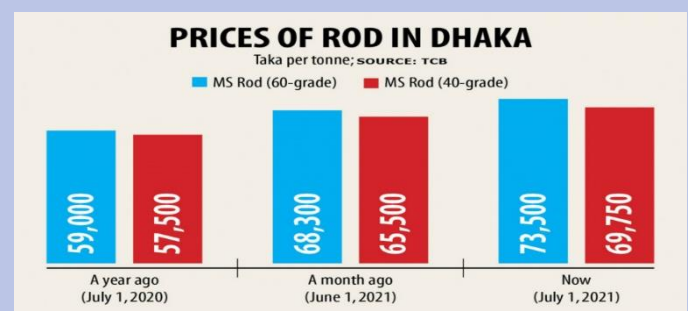 PRICES OF ROD IN DHAKA
Taka per tonne; SOURCE: TCB
MS Rod (60-grade) MS Rod (40-grade)
59,000 57,500 68,300 65,500 73,500 69,750
A year ago A month ago Now
(July 1, 2020) (June 1, 2021) (July 1, 2021)